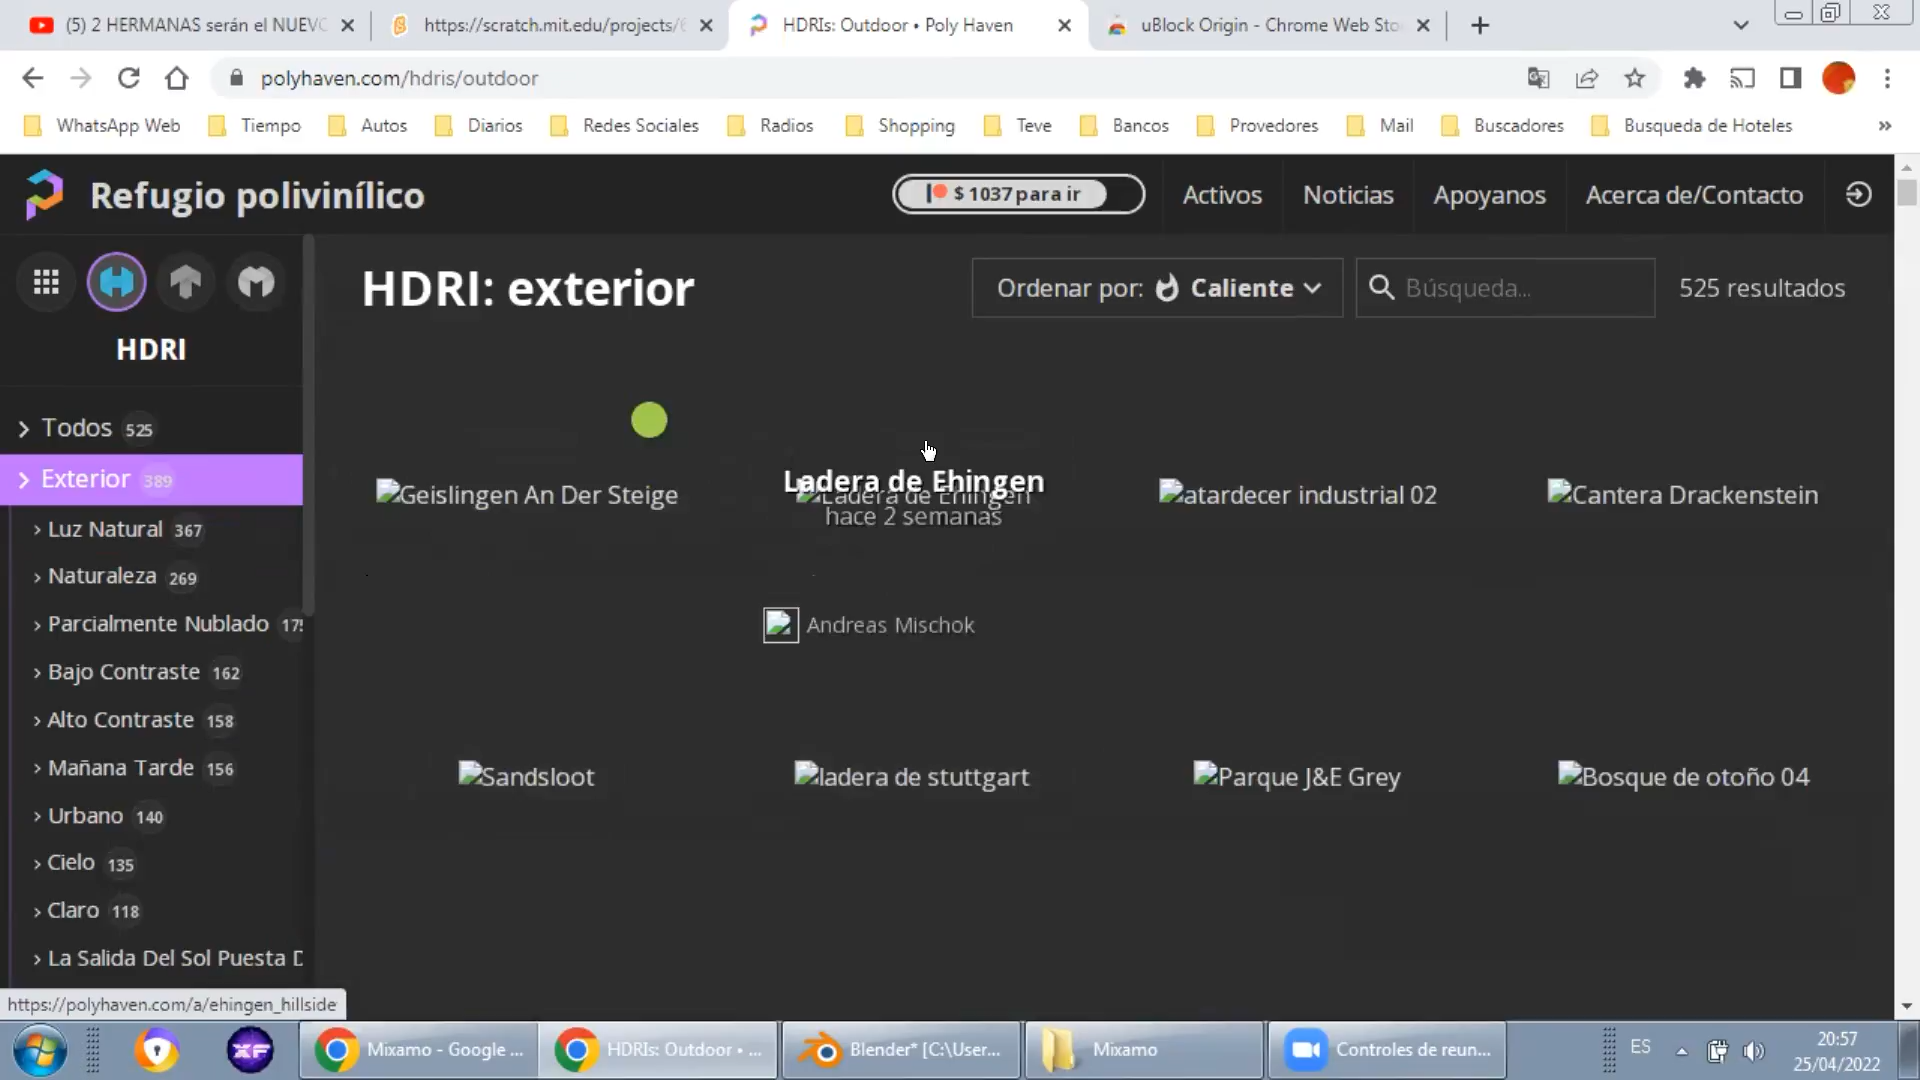 (5) 2 HERMANAS serán el NUEV
https://scratch.mit.edu/projects/6
HDRIs: Outdoor • Poly Haven
uBlock Origin - Chrome Web Sto
polyhaven.com/hdris/outdoor
WhatsApp Web
Tiempo
Autos
Diarios
Redes Sociales
Radios
Shopping
Teve
Bancos
Provedores
Mail
Buscadores
Busqueda de Hoteles
»
Refugio polivinílico
$ 1037 para ir
Activos
Noticias
Apoyanos
Acerca de/Contacto
HDRI: exterior
Ordenar por: Caliente
Búsqueda...
525 resultados
HDRI
Todos 525
Exterior 389
Luz Natural 367
Naturaleza 269
Parcialmente Nublado 175
Bajo Contraste 162
Alto Contraste 158
Mañana Tarde 156
Urbano 140
Cielo 135
Claro 118
La Salida Del Sol Puesta D
Geislingen An Der Steige
Ladera de Ehingen
Ladera de Ehingen
hace 2 semanas
Andreas Mischok
atardecer industrial 02
Cantera Drackenstein
Sandsloot
ladera de stuttgart
Parque J&E Grey
Bosque de otoño 04
https://polyhaven.com/a/ehingen_hillside
XF
Mixamo - Google ...
HDRIs: Outdoor • ...
Blender* [C:\User...
Mixamo
Controles de reun...
ES
20:57
25/04/2022